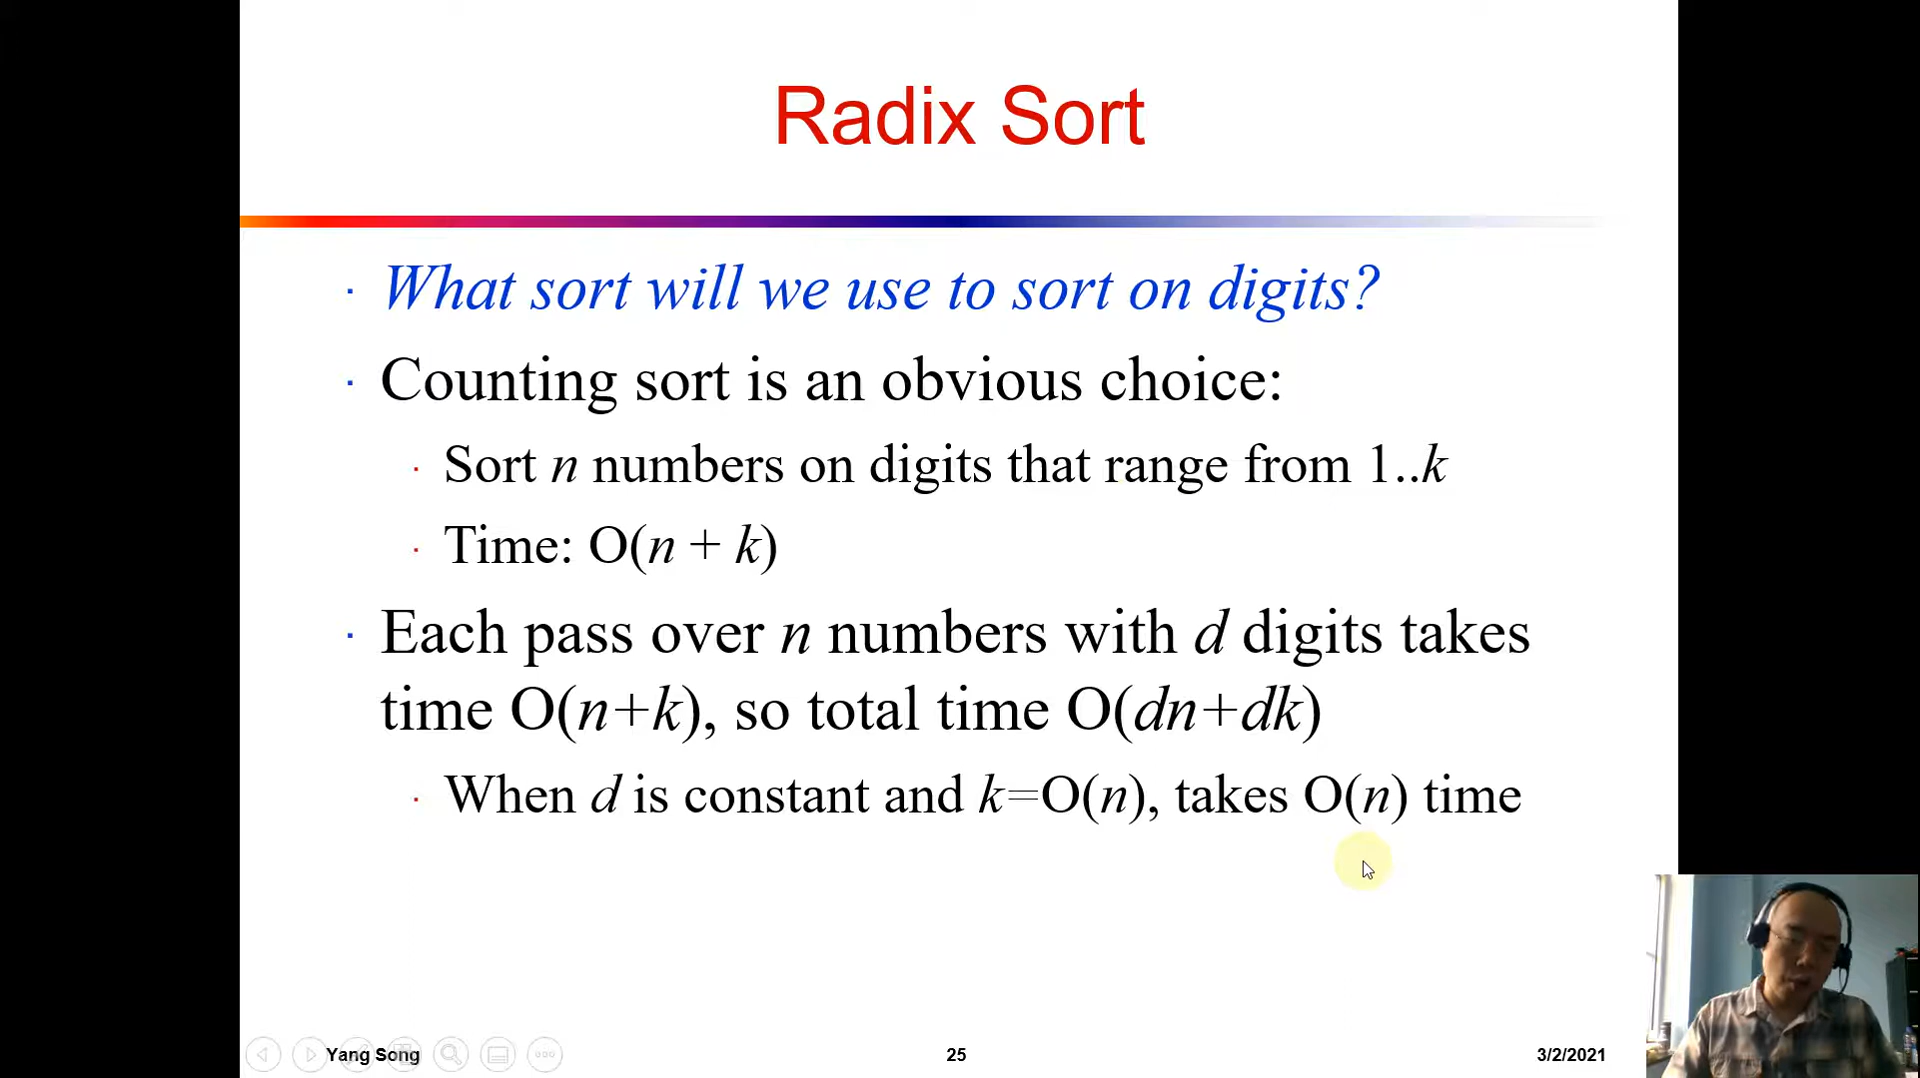 Radix Sort
· What sort will we use to sort on digits?
· Counting sort is an obvious choice:
· Sort n numbers on digits that range from 1..k
· Time: O(n + k)
· Each pass over n numbers with d digits takes
time O(n+k), so total time O(dn+dk)
· When d is constant and k=O(n), takes O(n) time
Yang Song 25 3/2/2021